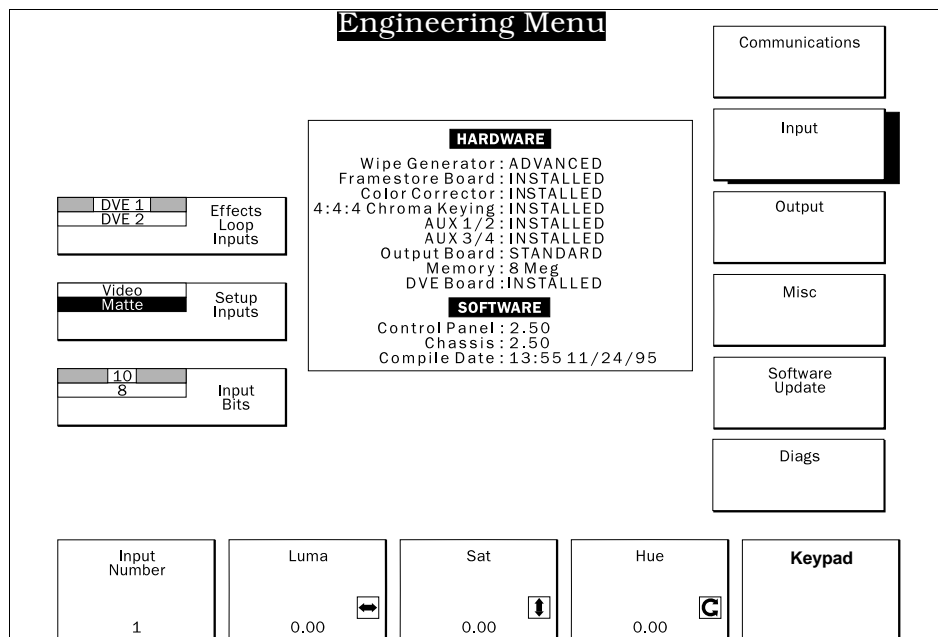 Engineering Menu
Communications
Input
Output
Misc
Software
Update
Diags
HARDWARE
Wipe Generator : ADVANCED
Framestore Board : INSTALLED
Color Corrector : INSTALLED
4:4:4 Chroma Keying : INSTALLED
AUX 1/2 : INSTALLED
AUX 3/4 : INSTALLED
Output Board : STANDARD
Memory : 8 Meg
DVE Board : INSTALLED
SOFTWARE
Control Panel : 2.50
Chassis : 2.50
Compile Date : 13:55 11/24/95
DVE 1
DVE 2
Effects
Loop
Inputs
Video
Matte
Setup
Inputs
10
8
Input
Bits
Input
Number
1
Luma
0.00
Sat
0.00
Hue
0.00
Keypad